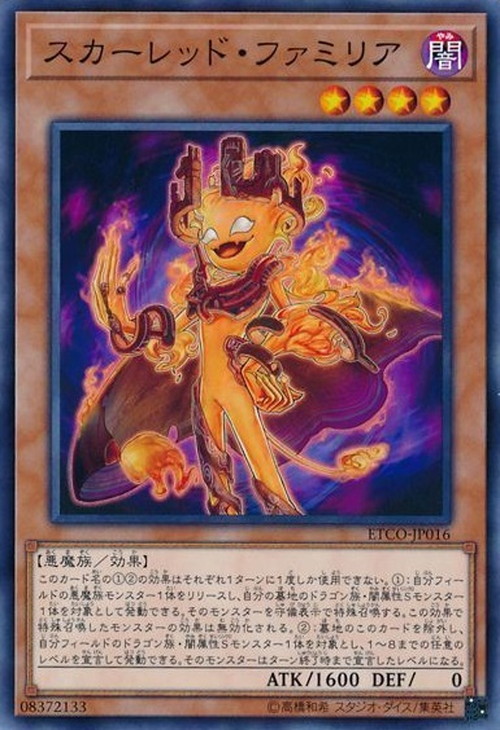 スカーレッド・ファミリア
闇
ETCO-JP016
【悪魔族/効果】
このカード名の①②の効果はそれぞれ1ターンに1度しか使用できない。①:自分フィー
ルドの悪魔族モンスター1体をリリースし、自分の墓地のドラゴン族・闇属性Sモンスター
1体を対象として発動できる。そのモンスターを守備表示で特殊召喚する。この効果で
特殊召喚したモンスターの効果は無効化される。②:墓地のこのカードを除外し、
自分フィールドのドラゴン族・闇属性Sモンスター1体を対象とし、1~8までの任意の
レベルを宣言して発動できる。そのモンスターはターン終了時まで宣言したレベルになる。
ATK/1600 DEF/ 0
08372133
©高橋和希 スタジオ・ダイス/集英社